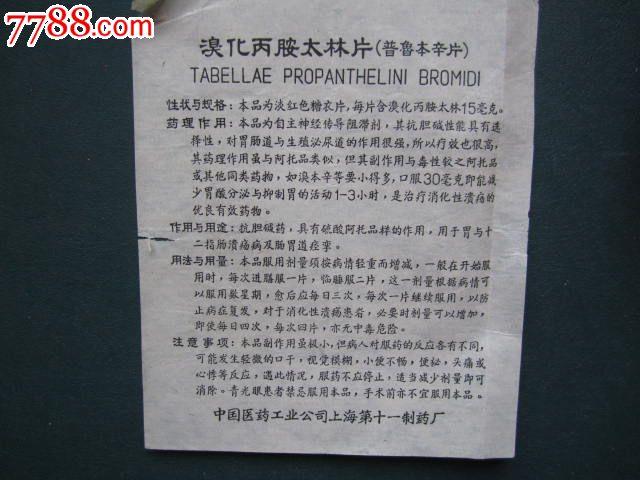 7788.com
溴化丙胺太林片(普鲁本辛片)
TABELLAE PROPANTHELINI BROMIDI
性状与规格：本品为淡红色糖衣片，每片含溴化丙胺太林15毫克。
药理作用：本品为自主神经传导阻滞剂，其抗胆碱性能具有选
择性，对胃肠道与生殖泌尿道的作用很强，所以疗效也很高，
其药理作用虽与阿托品类似，但其副作用与毒性较之阿托品
或其他同类药物，如溴本辛等要小得多，口服30毫克即能减
少胃酸分泌与抑制胃的活动1-3小时，是治疗消化性溃疡的
优良有效药物。
作用与用途：抗胆碱药，具有硫酸阿托品样的作用，用于胃与十
二指肠溃疡病及肠胃道痉挛。
用法与用量：本品服用剂量须按病情轻重而增减，一般在开始服
用时，每次进膳服一片，临睡服二片，这一剂量根据病情可
以服用数星期，愈后应每日三次，每次一片继续服用，以防
止病症复发，对于消化性溃疡患者，必要时剂量可以增加，
即使每日四次，每次四片，亦无中毒危险。
注意事项：本品副作用虽极小，但病人对服药的反应各有不同，
可能发生轻微的口干，视觉模糊，小便不畅，便祕，头痛或
心悸等反应，遇此情况，服药不应停止，适当减少剂量即可
消除。青光眼患者禁忌服用本品，手术前亦不宜服用本品。
中国医药工业公司上海第十一制药厂